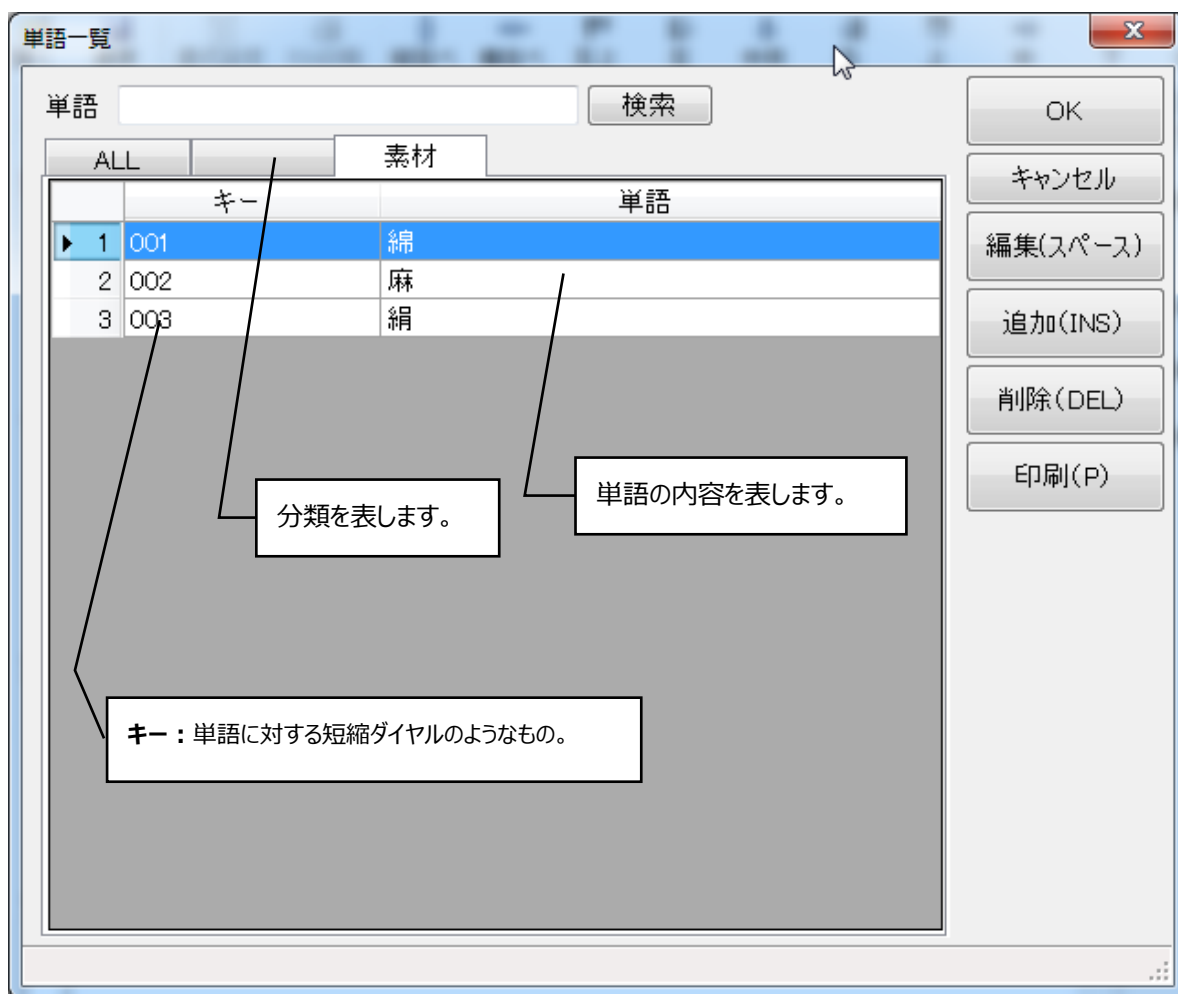 単語一覧
単語 検索
ALL 素材
キー 単語
1 001 綿
2 002 麻
3 003 絹
OK
キャンセル
編集(スペース)
追加(INS)
削除(DEL)
印刷(P)
単語の内容を表します。
分類を表します。
キー：単語に対する短縮ダイヤルのようなもの。